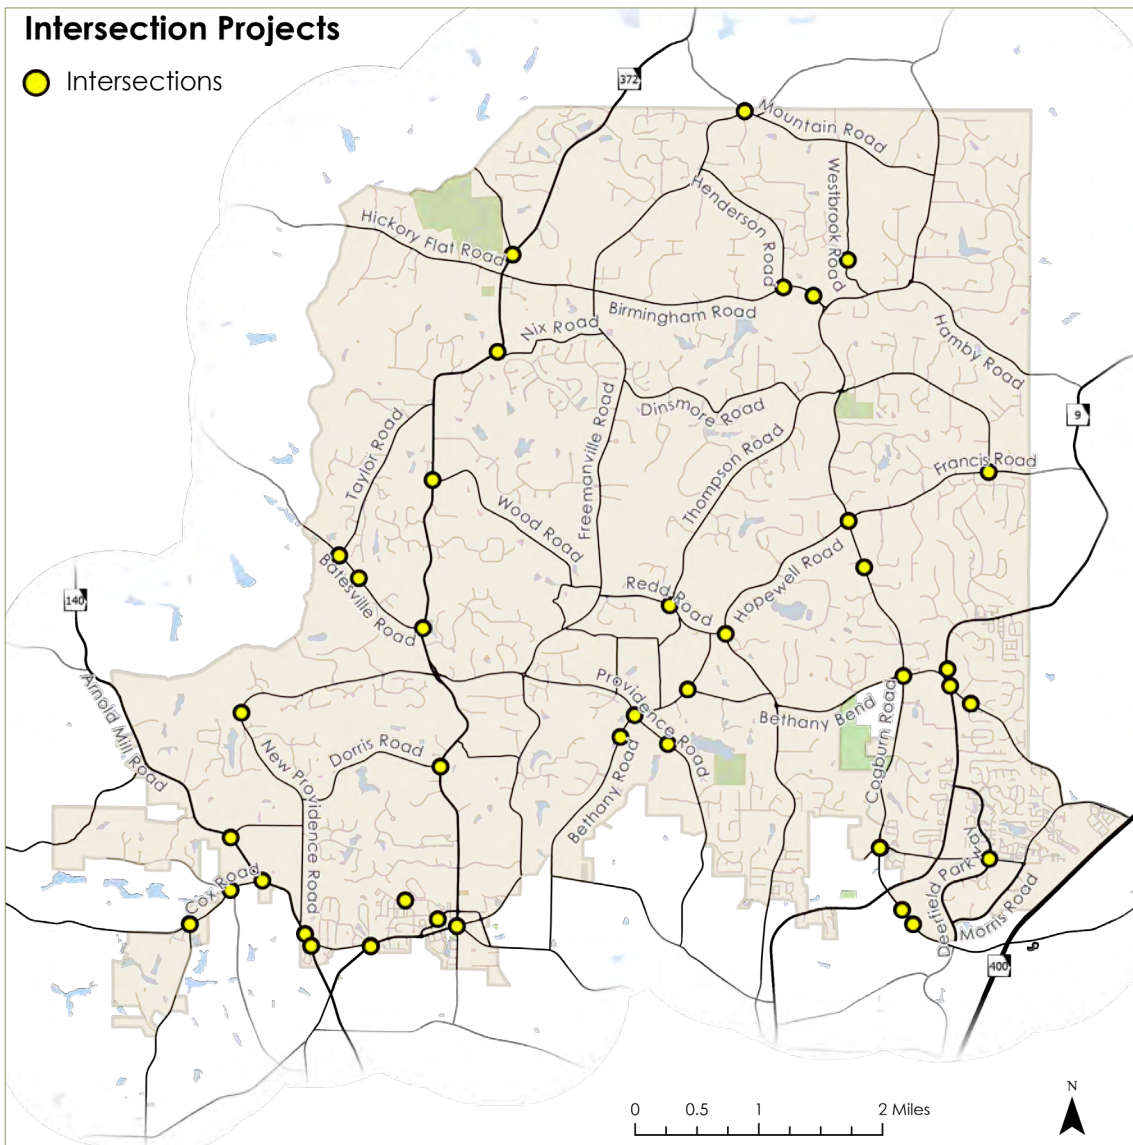 Intersection Projects
Intersections
372
Mountain Road
Westbrook Road
Henderson Road
Hickory Flat Road
Birmingham Road
Nix Road
Hamby Road
9
Dinsmore Road
Taylor Road
Freemanville Road
Thompson Road
Francis Road
Wood Road
Batesville Road
Redd Road
Hopewell Road
140
Arnold Mill Road
Providence Road
Bethany Bend
Cogburn Road
New Providence Road
Dorris Road
Bethany Road
Deerfield Parkway
Cox Road
Morris Road
400
0 0.5 1 2 Miles
N